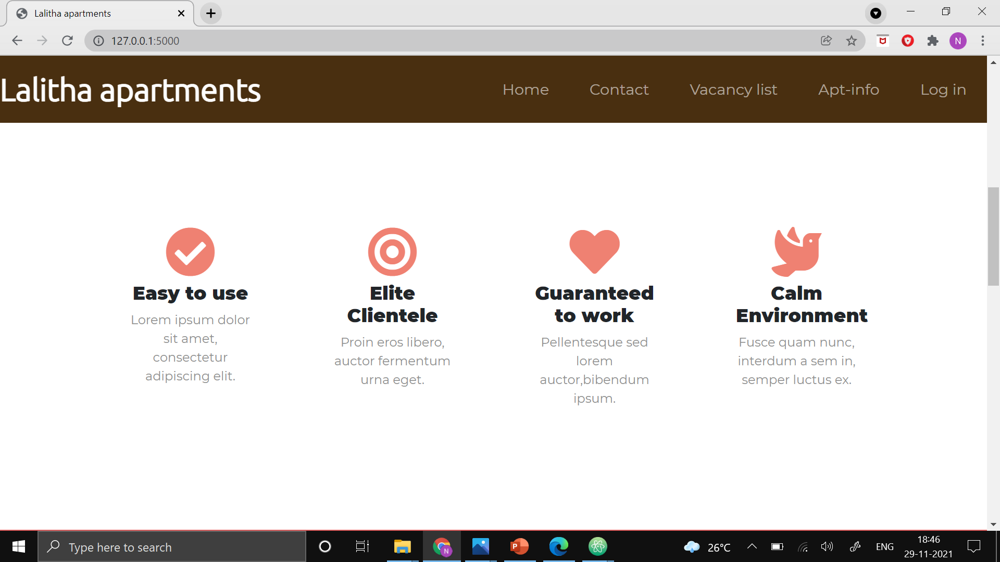 Lalitha apartments
127.0.0.1:5000
N
Lalitha apartments
Home Contact Vacancy list Apt-info Log in
Easy to use
Lorem ipsum dolor
sit amet,
consectetur
adipiscing elit.
Elite
Clientele
Proin eros libero,
auctor fermentum
urna eget.
Guaranteed
to work
Pellentesque sed
lorem
auctor,bibendum
ipsum.
Calm
Environment
Fusce quam nunc,
interdum a sem in,
semper luctus ex.
Type here to search
N
P
26°C
ENG
18:46
29-11-2021